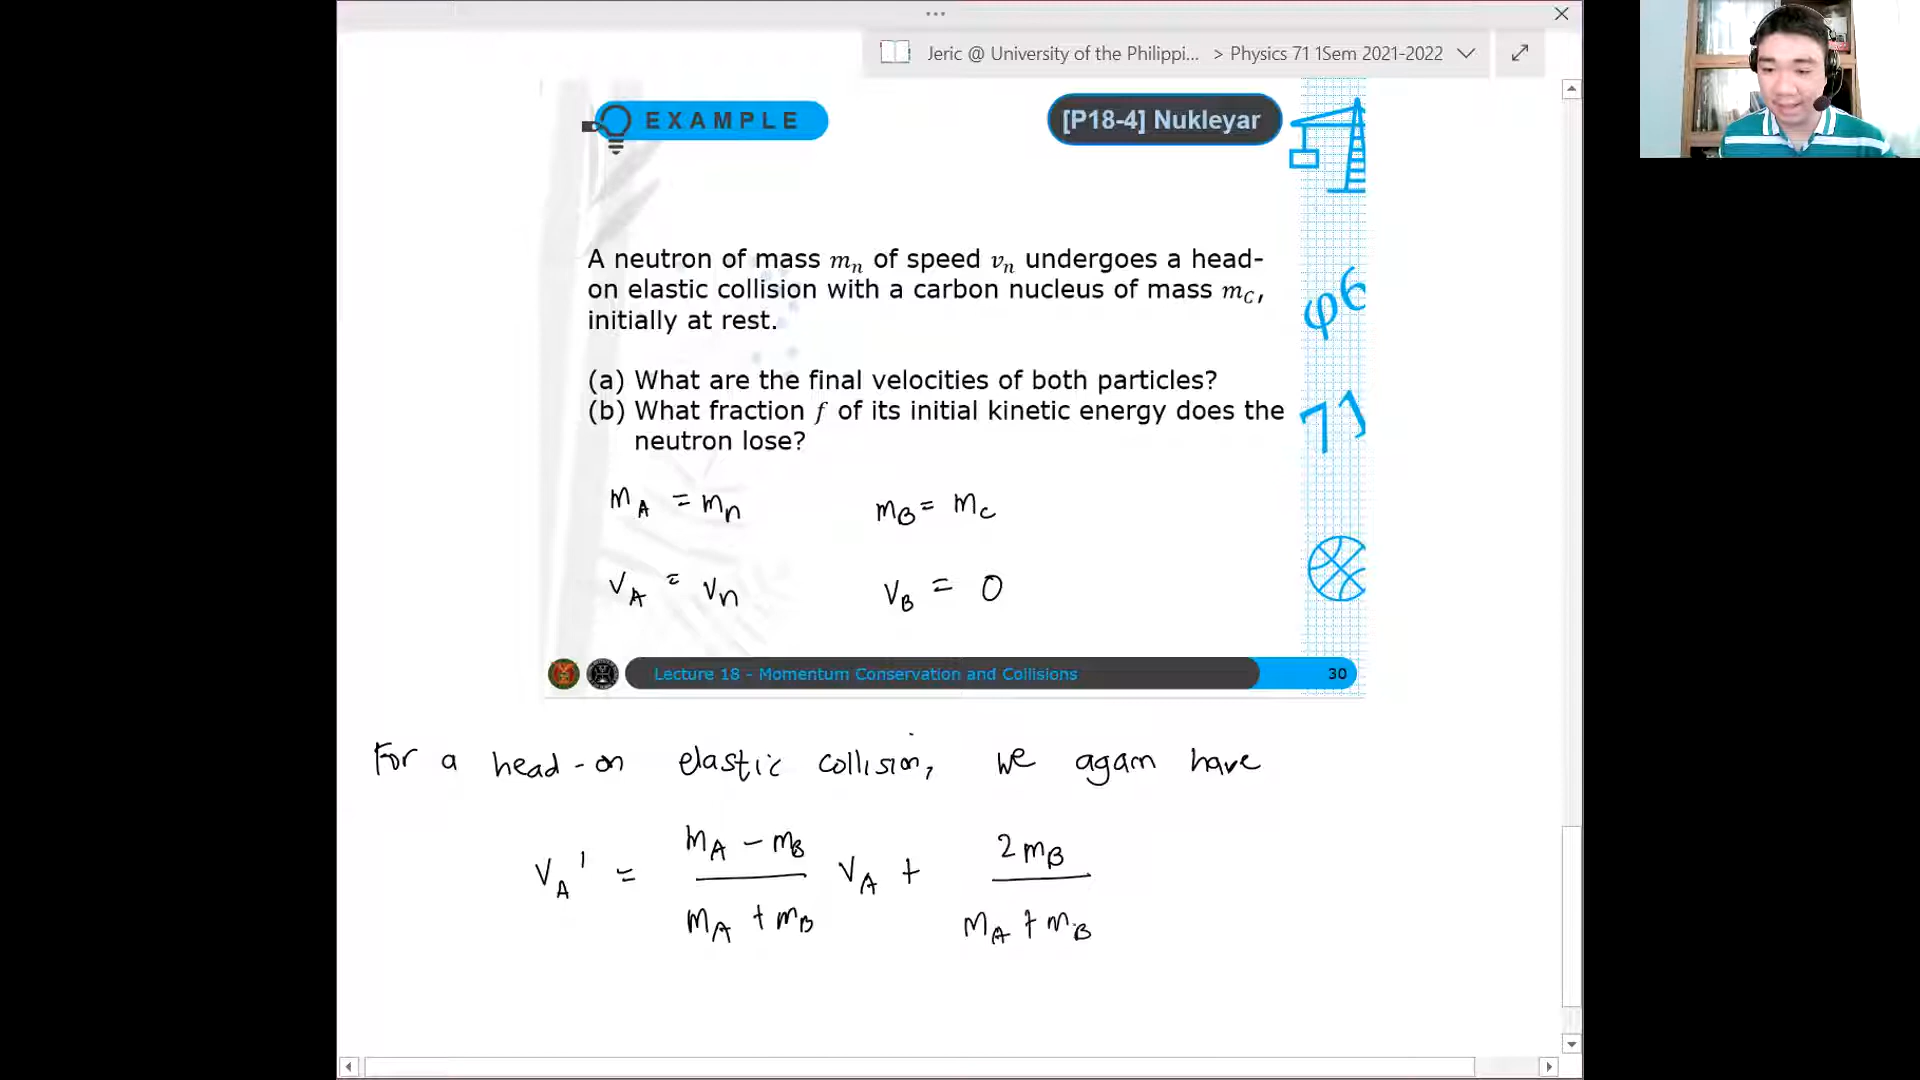 Jeric @ University of the Philippi... > Physics 71 1Sem 2021-2022
EXAMPLE
[P18-4] Nukleyar
A neutron of mass mₙ of speed vₙ undergoes a head-
on elastic collision with a carbon nucleus of mass m_C,
initially at rest.
(a) What are the final velocities of both particles?
(b) What fraction f of its initial kinetic energy does the
neutron lose?
φ6
71
m_A = m_n
m_B = m_c
v_A = v_n
v_B = 0
Lecture 18 - Momentum Conservation and Collisions
30
For a head-on elastic collision, we again have
v_A' = (m_A - m_B)/(m_A + m_B) v_A + 2m_B/(m_A + m_B)